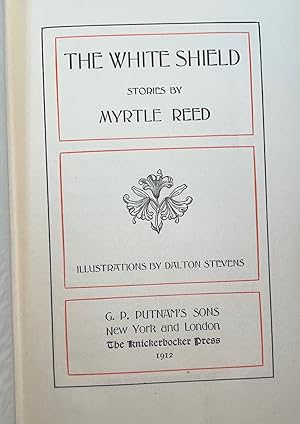 THE WHITE SHIELD
STORIES BY
MYRTLE REED
ILLUSTRATIONS BY DALTON STEVENS
G. P. PUTNAM'S SONS
New York and London
The Knickerbocker Press
1912